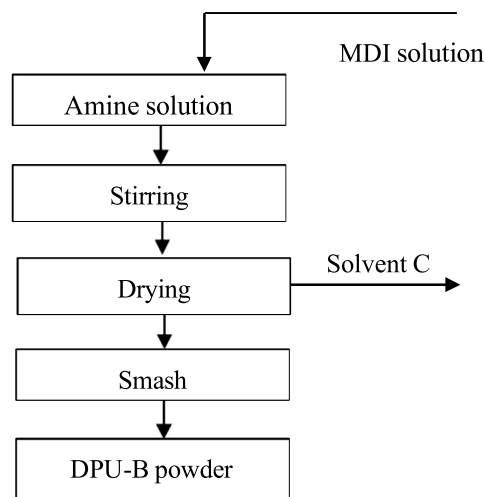 MDI solution
Amine solution
Stirring
Solvent C
Drying
Smash
DPU-B powder